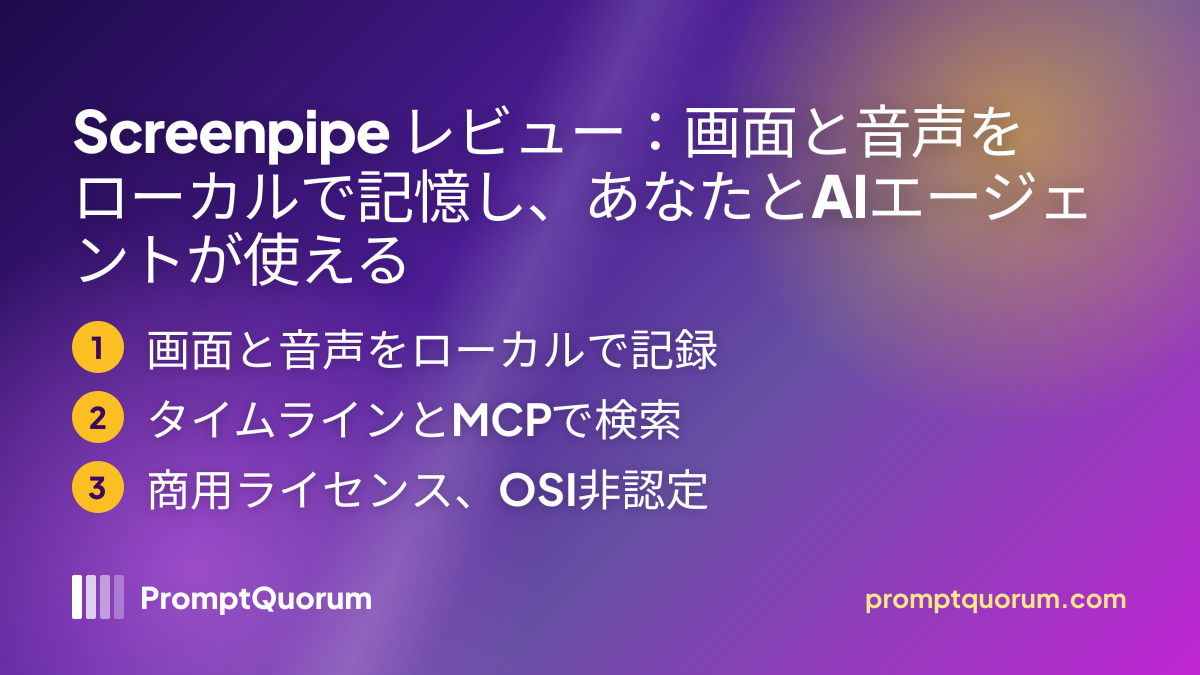 Screenpipe レビュー：画面と音声を
ローカルで記憶し、あなたとAIエージェ
ントが使える
1 画面と音声をローカルで記録
2 タイムラインとMCPで検索
3 商用ライセンス、OSI非認定
PromptQuorum
promptquorum.com